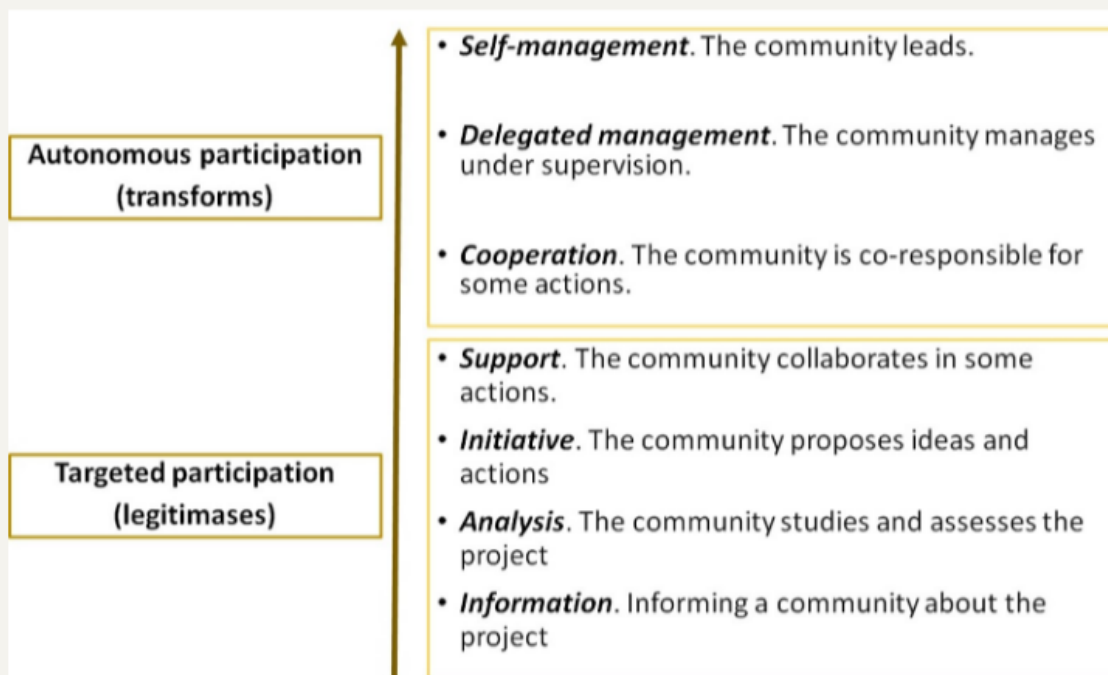 • Self-management. The community leads.
• Delegated management. The community manages
under supervision.
Autonomous participation
(transforms)
• Cooperation. The community is co-responsible for
some actions.
• Support. The community collaborates in some
actions.
• Initiative. The community proposes ideas and
actions
Targeted participation
(legitimases)
• Analysis. The community studies and assesses the
project
• Information. Informing a community about the
project